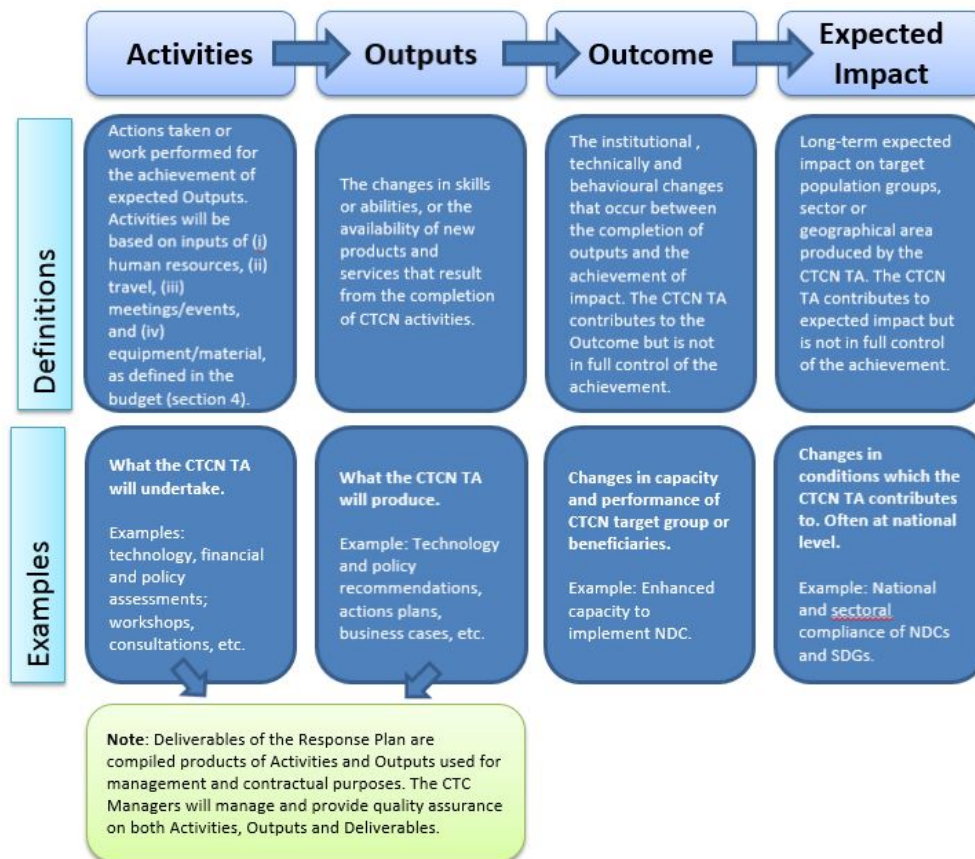 Activities
Outputs
Outcome
Expected
Impact
Definitions
Actions taken or
work performed for
the achievement of
expected Outputs.
Activities will be
based on inputs of (i)
human resources, (ii)
travel, (iii)
meetings/events,
and (iv)
equipment/material,
as defined in the
budget (section 4).
The changes in skills
or abilities, or the
availability of new
products and
services that result
from the completion
of CTCN activities.
The institutional ,
technically and
behavioural changes
that occur between
the completion of
outputs and the
achievement of
impact. The CTCN TA
contributes to the
Outcome but is not
in full control of the
achievement.
Long-term expected
impact on target
population groups,
sector or
geographical area
produced by the
CTCN TA. The CTCN
TA contributes to
expected impact but
is not in full control
of the achievement.
Examples
What the CTCN TA
will undertake.
Examples:
technology, financial
and policy
assessments;
workshops,
consultations, etc.
What the CTCN TA
will produce.
Example: Technology
and policy
recommendations,
actions plans,
business cases, etc.
Changes in capacity
and performance of
CTCN target group or
beneficiaries.
Example: Enhanced
capacity to
implement NDC.
Changes in
conditions which the
CTCN TA contributes
to. Often at national
level.
Example: National
and sectoral
compliance of NDCs
and SDGs.
Note: Deliverables of the Response Plan are
compiled products of Activities and Outputs used for
management and contractual purposes. The CTC
Managers will manage and provide quality assurance
on both Activities, Outputs and Deliverables.